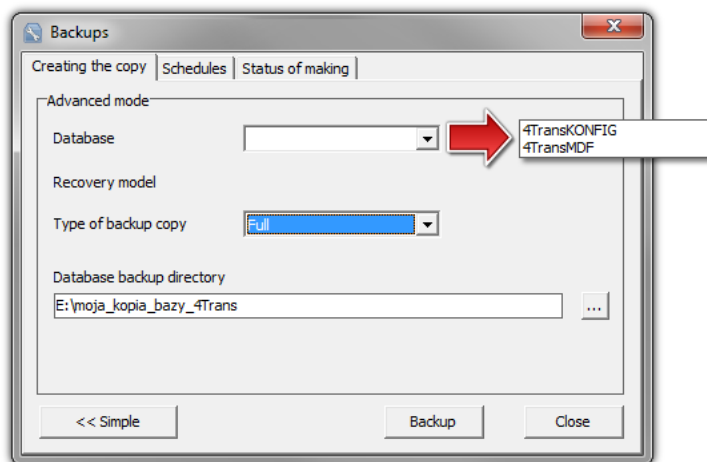 Backups
Creating the copy Schedules Status of making
Advanced mode
Database
4TransKONFIG
4TransMDF
Recovery model
Type of backup copy Full
Database backup directory
E:\moja_kopia_bazy_4Trans ...
<< Simple Backup Close